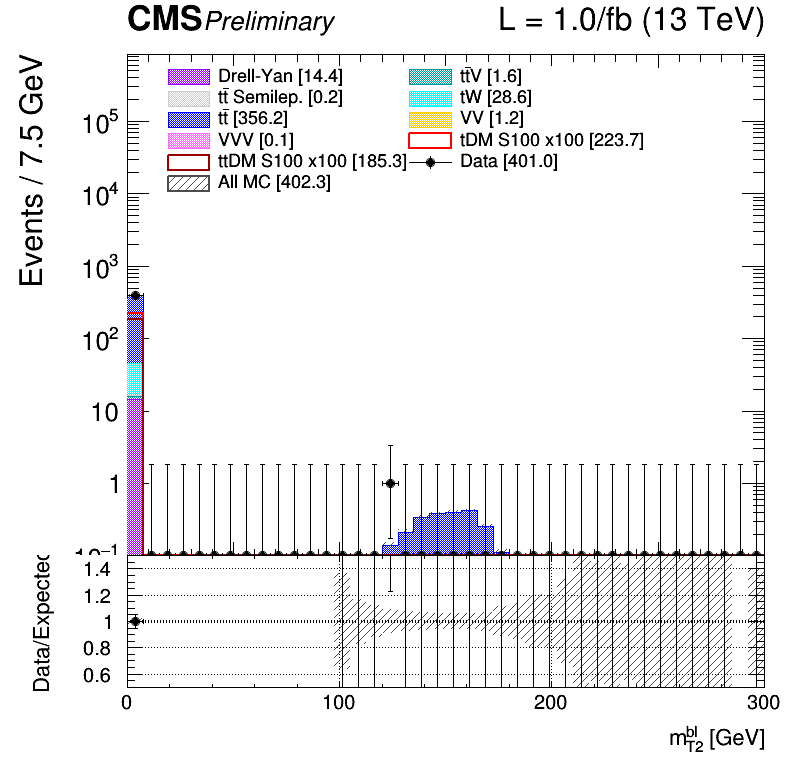 CMS Preliminary L = 1.0/fb (13 TeV)
Events / 7.5 GeV
Drell-Yan [14.4]
tt̄V [1.6]
tt̄ Semilep. [0.2]
tW [28.6]
tt̄ [356.2]
VV [1.2]
VVV [0.1]
tDM S100 x100 [223.7]
ttDM S100 x100 [185.3]
Data [401.0]
All MC [402.3]
10⁵
10⁴
10³
10²
10
1
10⁻¹
Data/Expected
1.4
1.2
1
0.8
0.6
0 100 200 300
m_{T2}^{bl} [GeV]